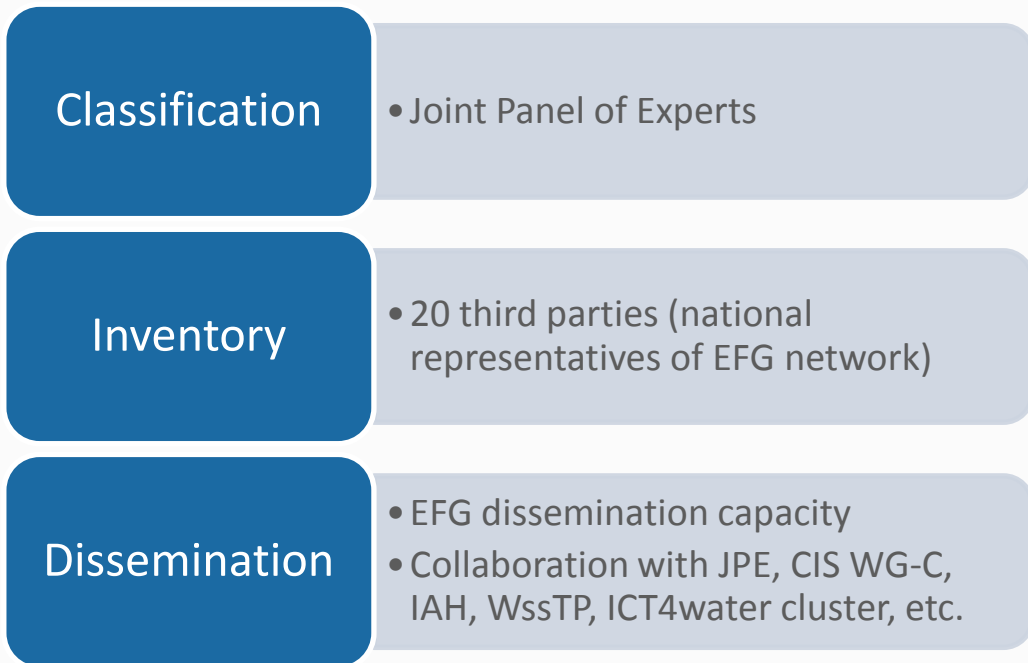 Classification
• Joint Panel of Experts
Inventory
• 20 third parties (national
representatives of EFG network)
Dissemination
• EFG dissemination capacity
• Collaboration with JPE, CIS WG-C,
IAH, WssTP, ICT4water cluster, etc.